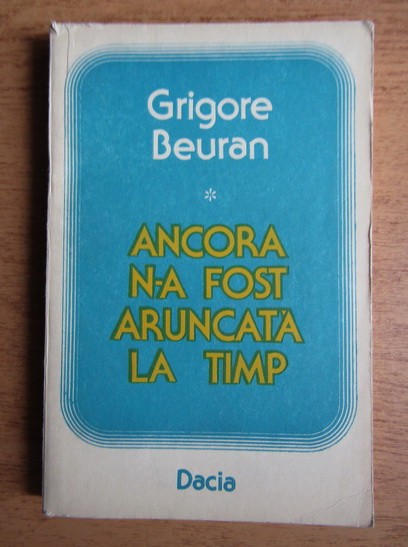 Grigore
Beuran
*
ANCORA
N-A FOST
ARUNCATĂ
LA TIMP
Dacia